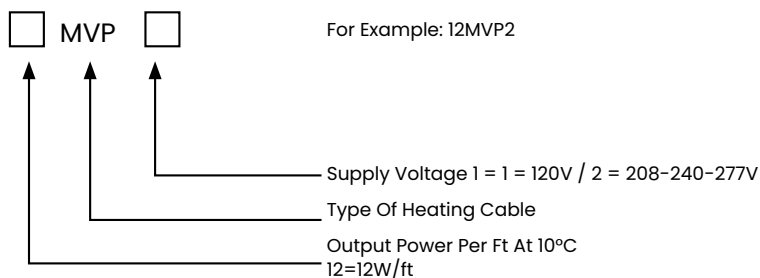 MVP
For Example: 12MVP2
Supply Voltage 1 = 1 = 120V / 2 = 208-240-277V
Type Of Heating Cable
Output Power Per Ft At 10°C
12=12W/ft